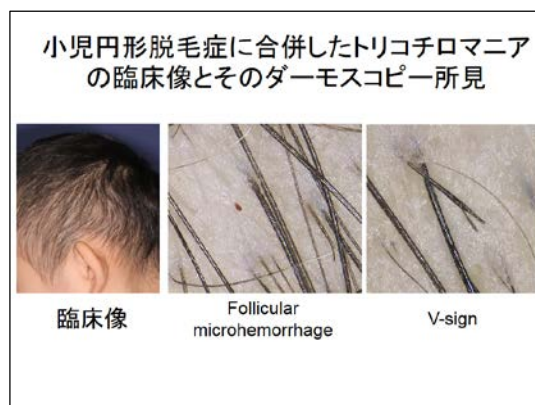 小児円形脱毛症に合併したトリコチロマニア
の臨床像とそのダーモスコピー所見
臨床像
Follicular
microhemorrhage
V-sign